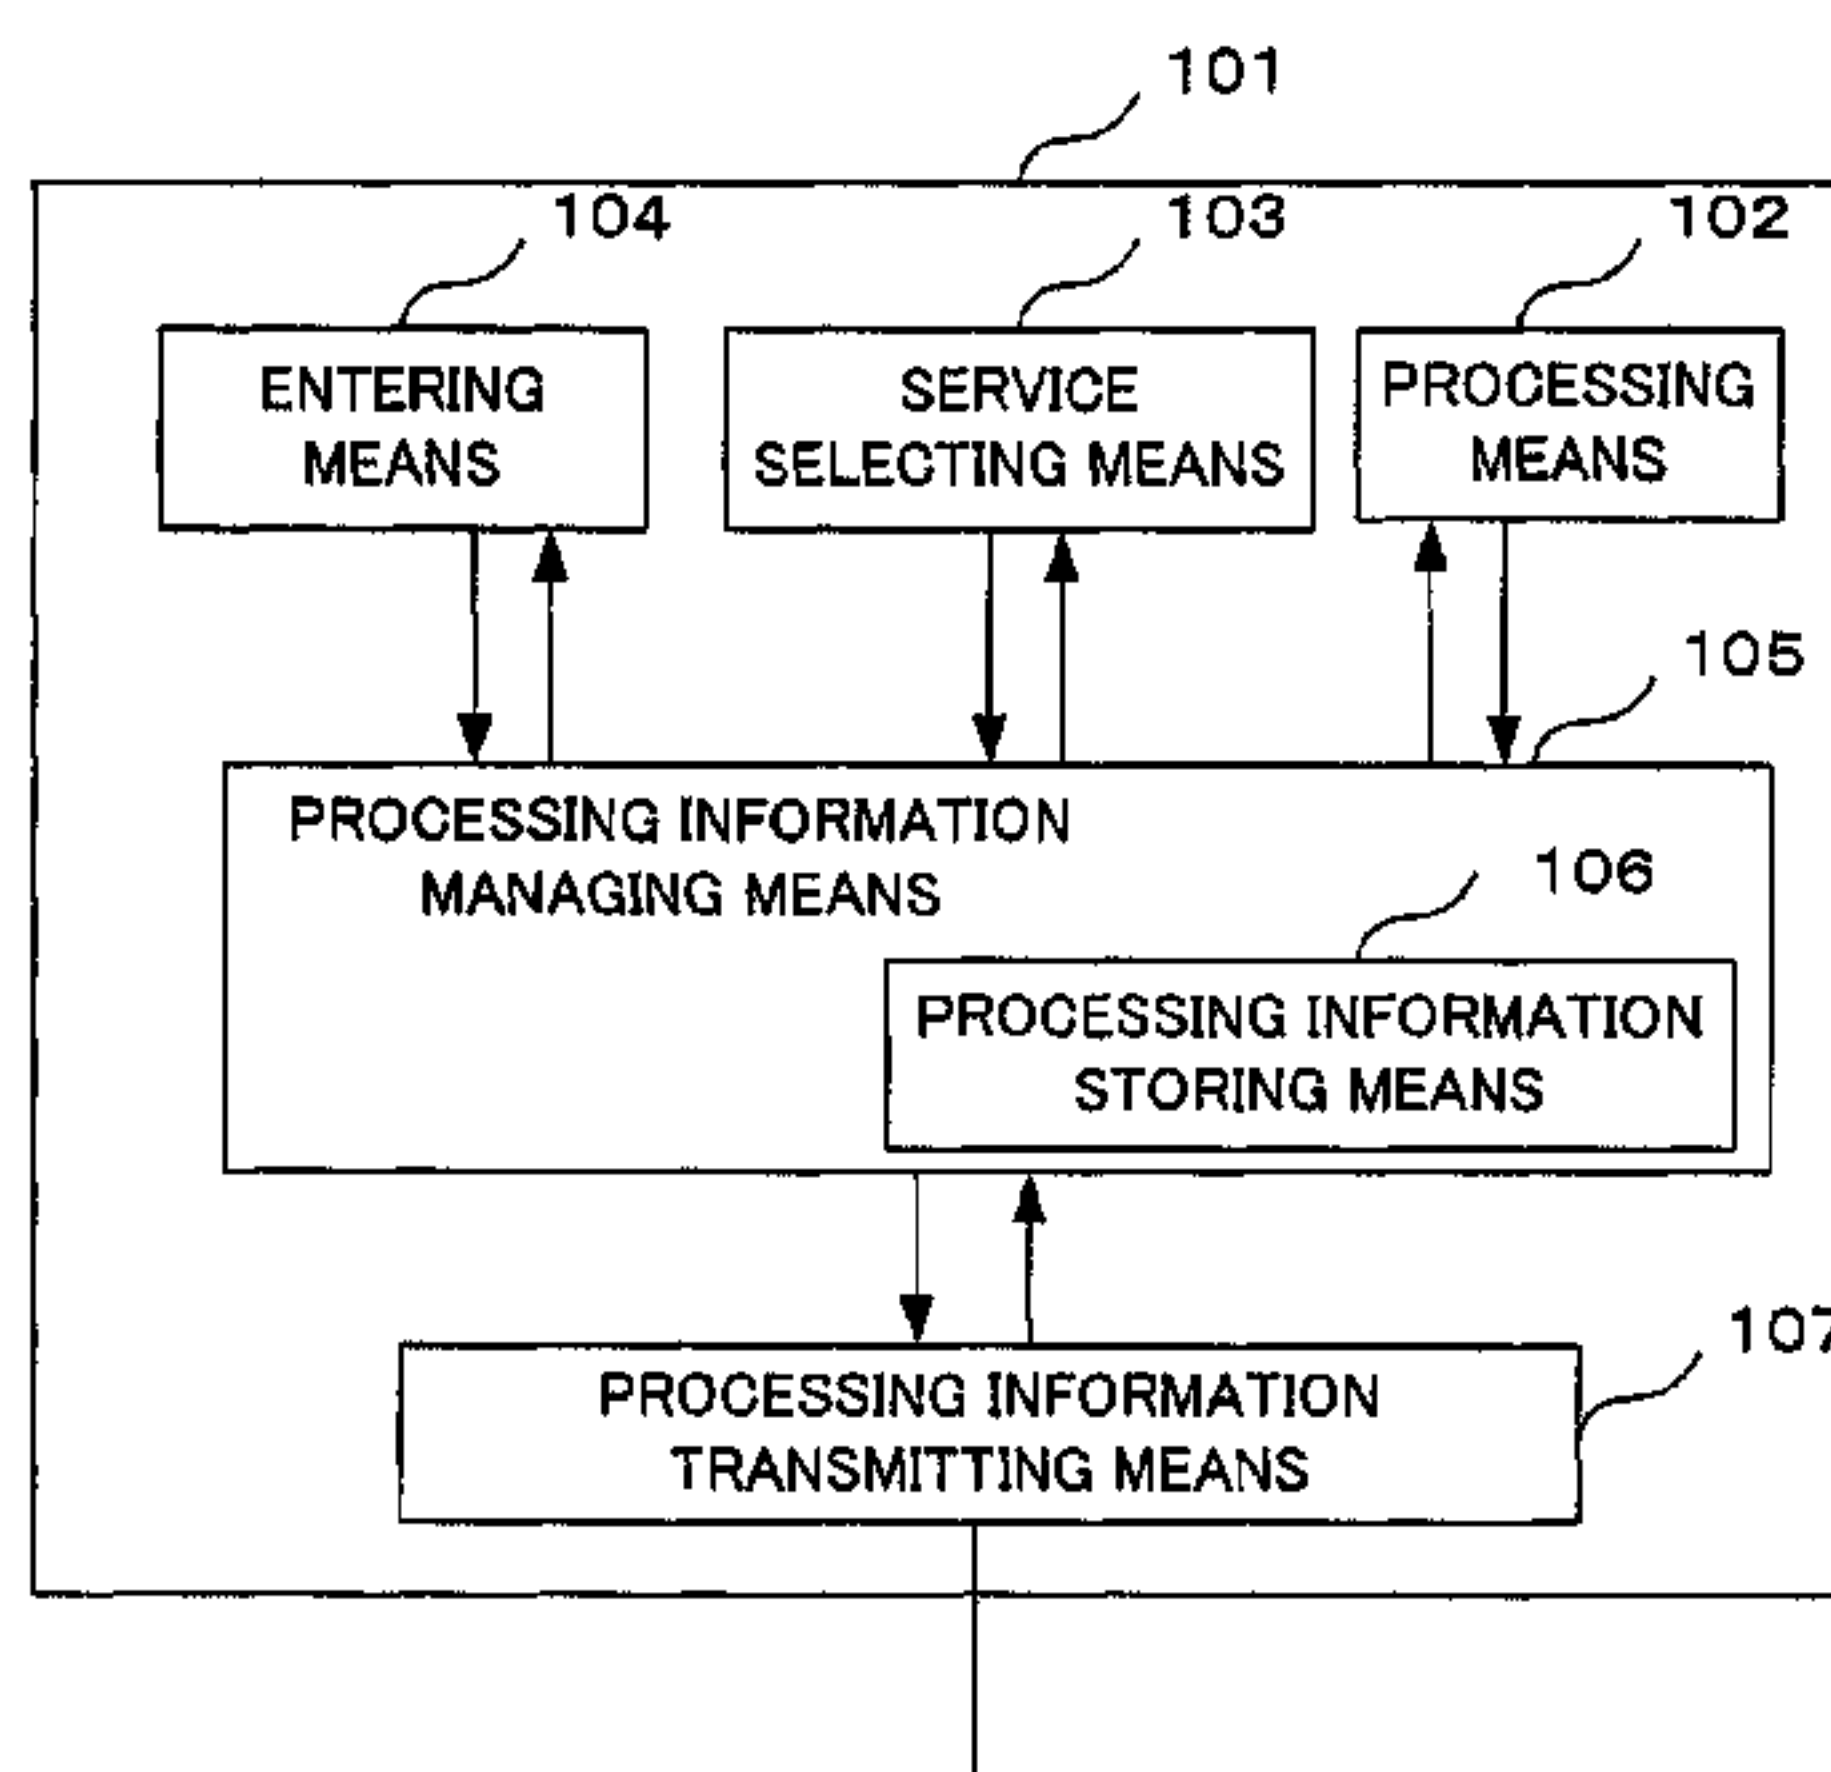 101
104
103
102
ENTERING
MEANS
SERVICE
SELECTING MEANS
PROCESSING
MEANS
105
PROCESSING INFORMATION
MANAGING MEANS
106
PROCESSING INFORMATION
STORING MEANS
107
PROCESSING INFORMATION
TRANSMITTING MEANS